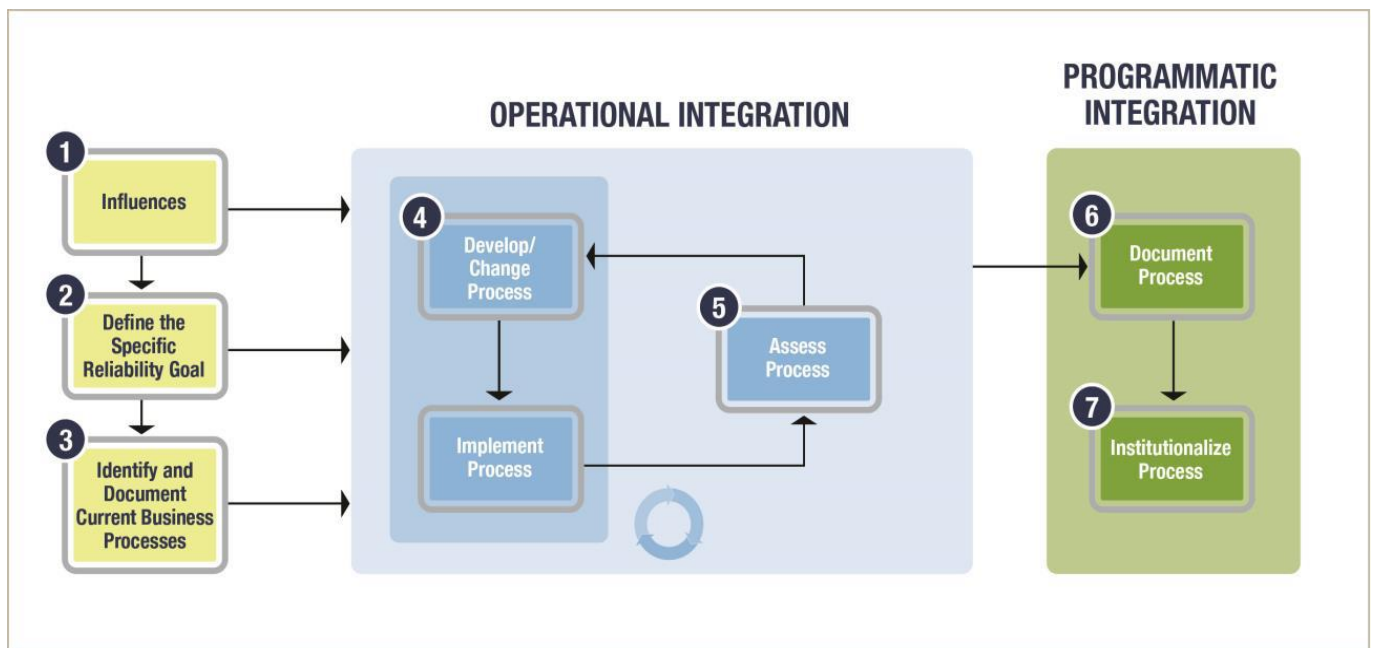 PROGRAMMATIC
INTEGRATION
OPERATIONAL INTEGRATION
1
Influences
2
Define the
Specific
Reliability Goal
3
Identify and
Document
Current Business
Processes
4
Develop/
Change
Process
Implement
Process
5
Assess
Process
6
Document
Process
7
Institutionalize
Process